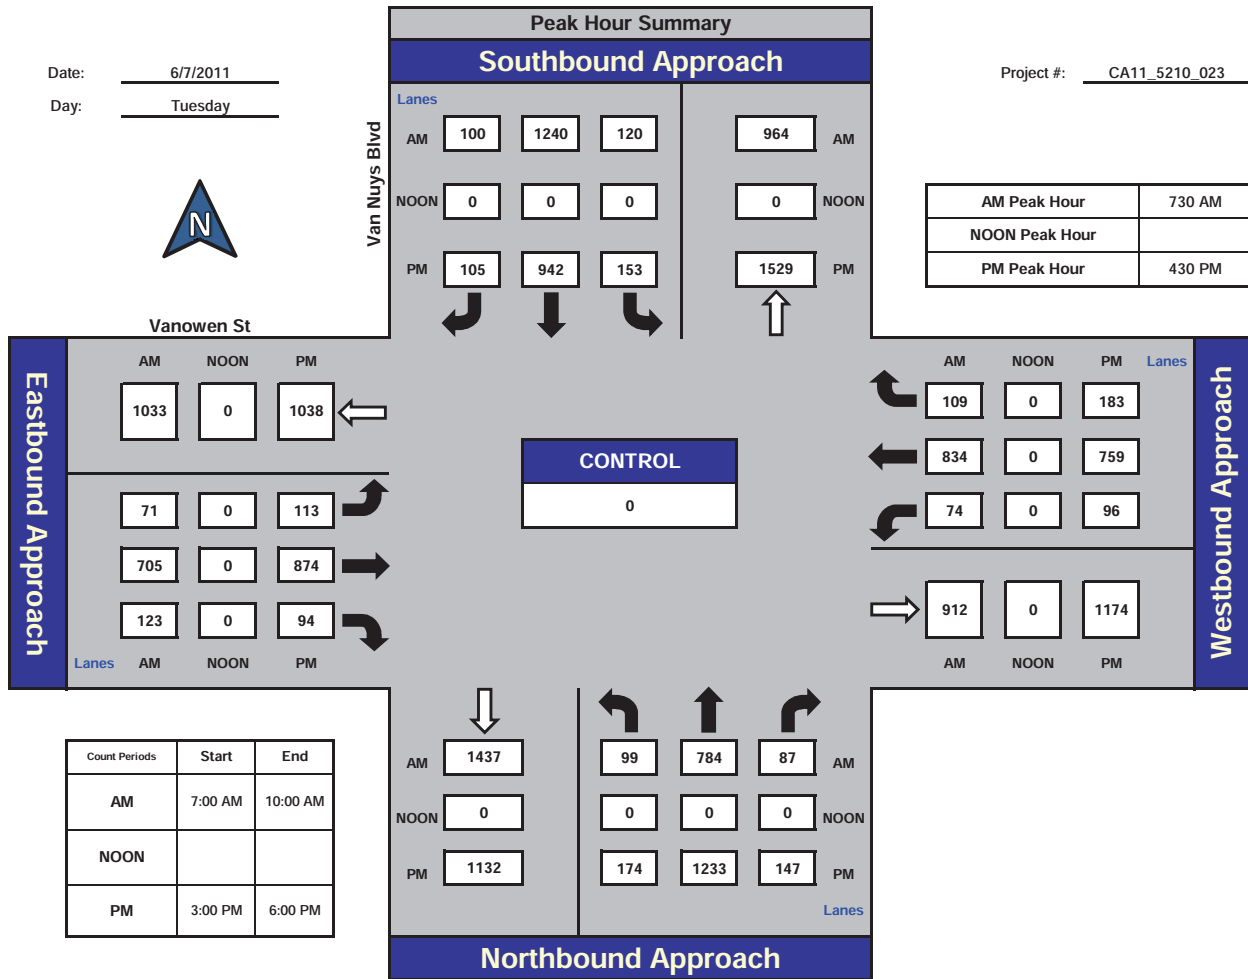 Peak Hour Summary
Southbound Approach
Date: 6/7/2011
Day: Tuesday
Project #: CA11_5210_023
Van Nuys Blvd
Lanes
AM 100 1240 120 964 AM
NOON 0 0 0 0 NOON
PM 105 942 153 1529 PM
N
AM Peak Hour 730 AM
NOON Peak Hour
PM Peak Hour 430 PM
Vanowen St
Eastbound Approach
AM NOON PM
1033 0 1038
71 0 113
705 0 874
123 0 94
Lanes AM NOON PM
CONTROL
0
AM NOON PM Lanes
109 0 183
834 0 759
74 0 96
912 0 1174
AM NOON PM
Westbound Approach
Count Periods Start End
AM 7:00 AM 10:00 AM
NOON
PM 3:00 PM 6:00 PM
AM 1437 99 784 87 AM
NOON 0 0 0 0 NOON
PM 1132 174 1233 147 PM
Lanes
Northbound Approach